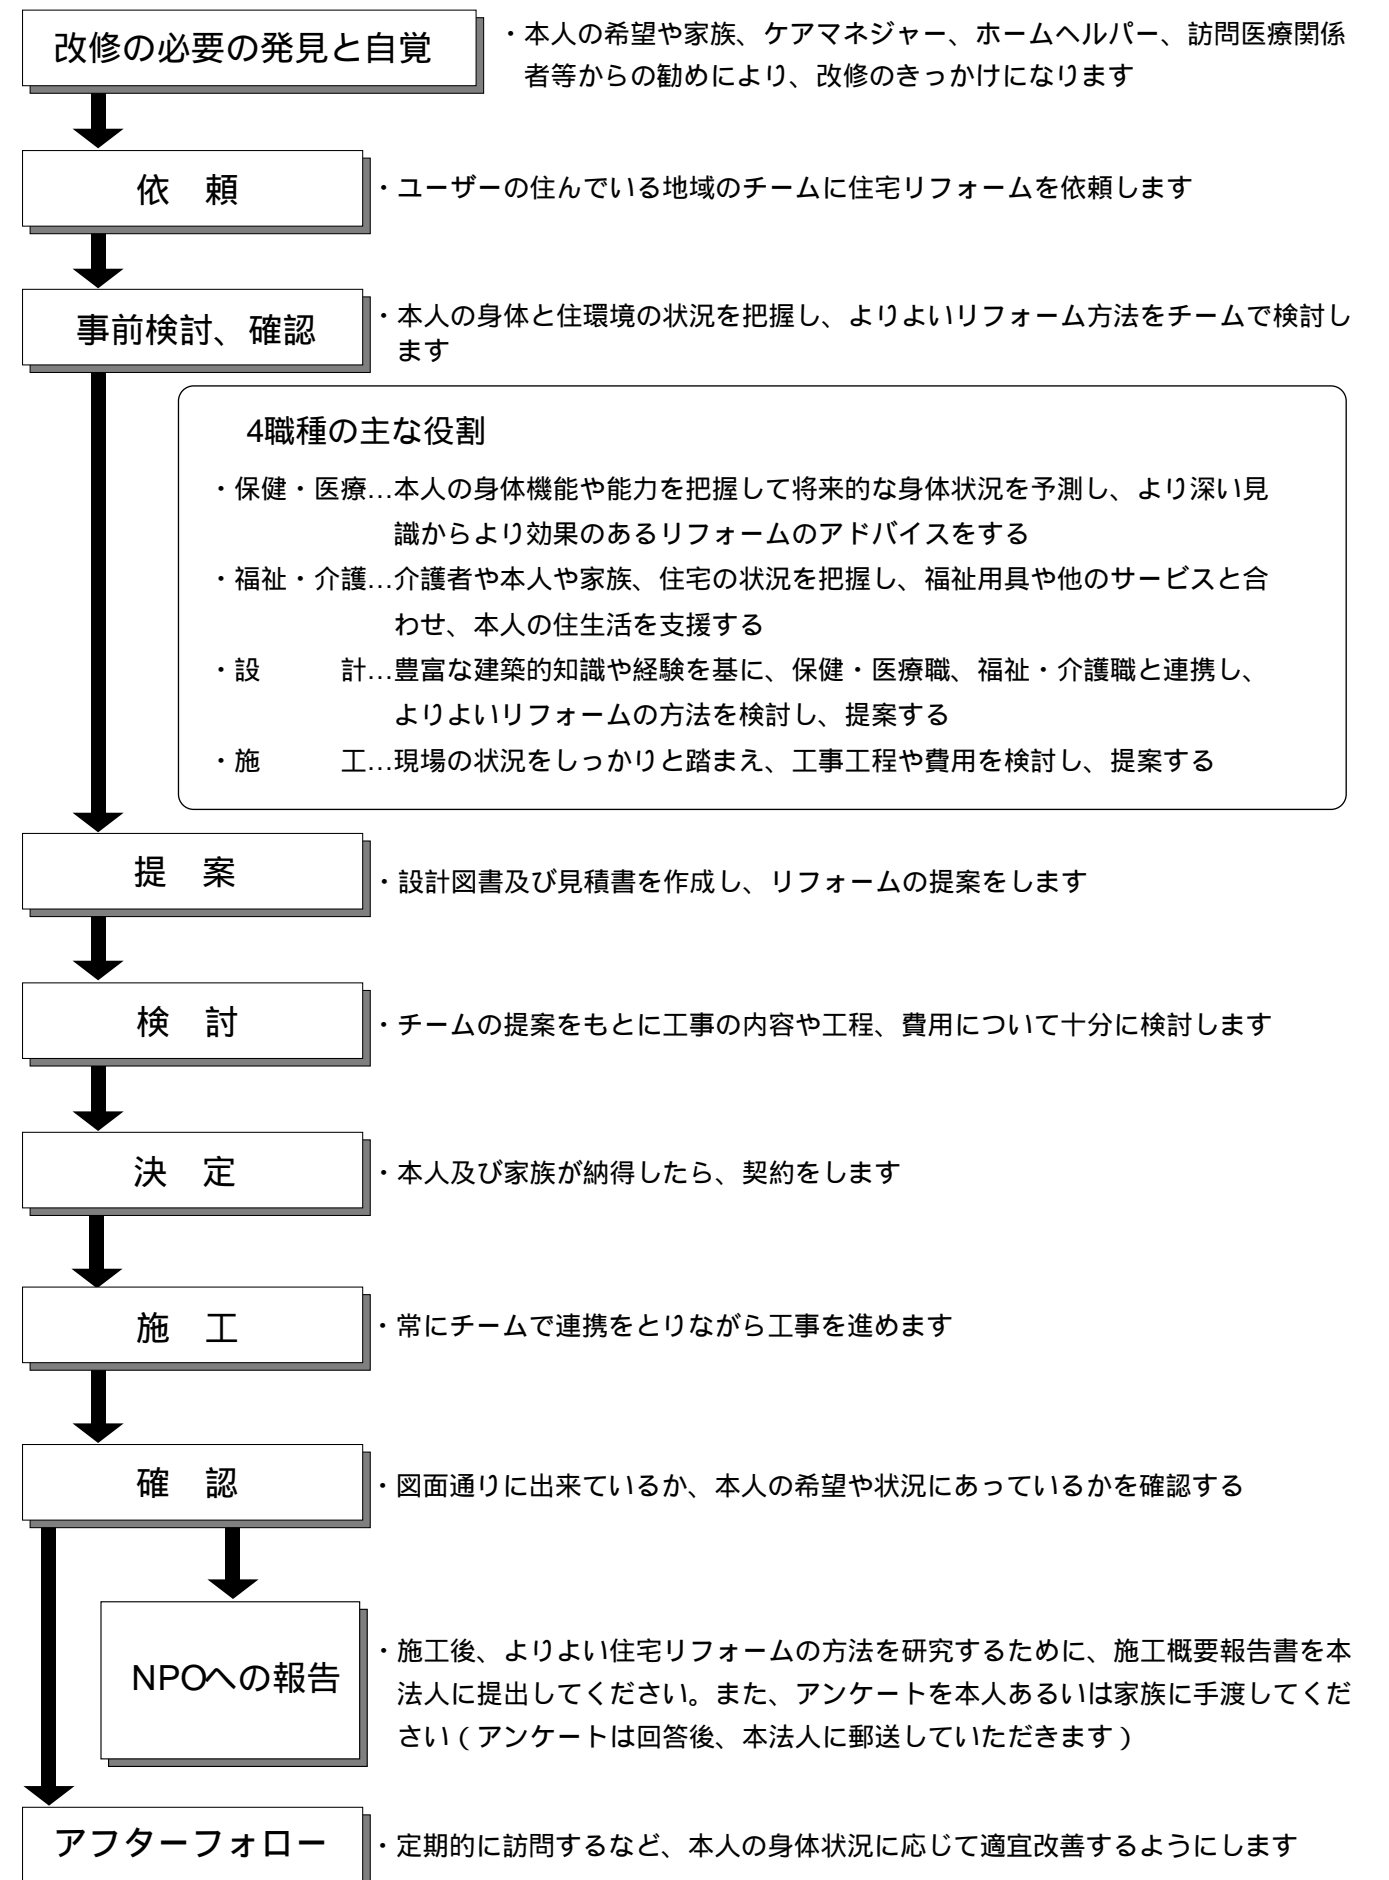 改修の必要の発見と自覚
・本人の希望や家族、ケアマネジャー、ホームヘルパー、訪問医療関係
者等からの勧めにより、改修のきっかけになります
依　頼
・ユーザーの住んでいる地域のチームに住宅リフォームを依頼します
事前検討、確認
・本人の身体と住環境の状況を把握し、よりよいリフォーム方法をチームで検討し
ます
4職種の主な役割
・保健・医療…本人の身体機能や能力を把握して将来的な身体状況を予測し、より深い見
識からより効果のあるリフォームのアドバイスをする
・福祉・介護…介護者や本人や家族、住宅の状況を把握し、福祉用具や他のサービスと合
わせ、本人の住生活を支援する
・設　　　計…豊富な建築的知識や経験を基に、保健・医療職、福祉・介護職と連携し、
よりよいリフォームの方法を検討し、提案する
・施　　　工…現場の状況をしっかりと踏まえ、工事工程や費用を検討し、提案する
提　案
・設計図書及び見積書を作成し、リフォームの提案をします
検　討
・チームの提案をもとに工事の内容や工程、費用について十分に検討します
決　定
・本人及び家族が納得したら、契約をします
施　工
・常にチームで連携をとりながら工事を進めます
確　認
・図面通りに出来ているか、本人の希望や状況にあっているかを確認する
NPOへの報告
・施工後、よりよい住宅リフォームの方法を研究するために、施工概要報告書を本
法人に提出してください。また、アンケートを本人あるいは家族に手渡してくだ
さい（アンケートは回答後、本法人に郵送していただきます）
アフターフォロー
・定期的に訪問するなど、本人の身体状況に応じて適宜改善するようにします